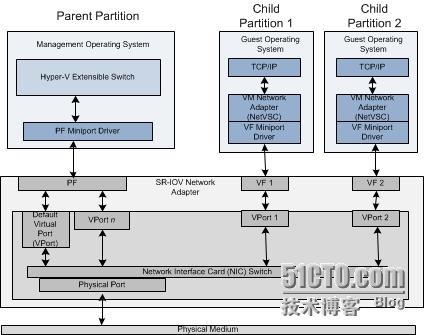 Parent Partition
Child
Partition 1
Child
Partition 2
Management Operating System
Hyper-V Extensible Switch
PF Miniport Driver
Guest Operating
System
TCP/IP
VM Network
Adapter
(NetVSC)
VF Miniport
Driver
Guest Operating
System
TCP/IP
VM Network
Adapter
(NetVSC)
VF Miniport
Driver
PF
SR-IOV Network
Adapter
VF 1
VF 2
Default
Virtual
Port
(VPort)
VPort n
VPort 1
VPort 2
Network Interface Card (NIC) Switch
Physical Port
Physical Medium
51CTO.com
技术博客 Blog